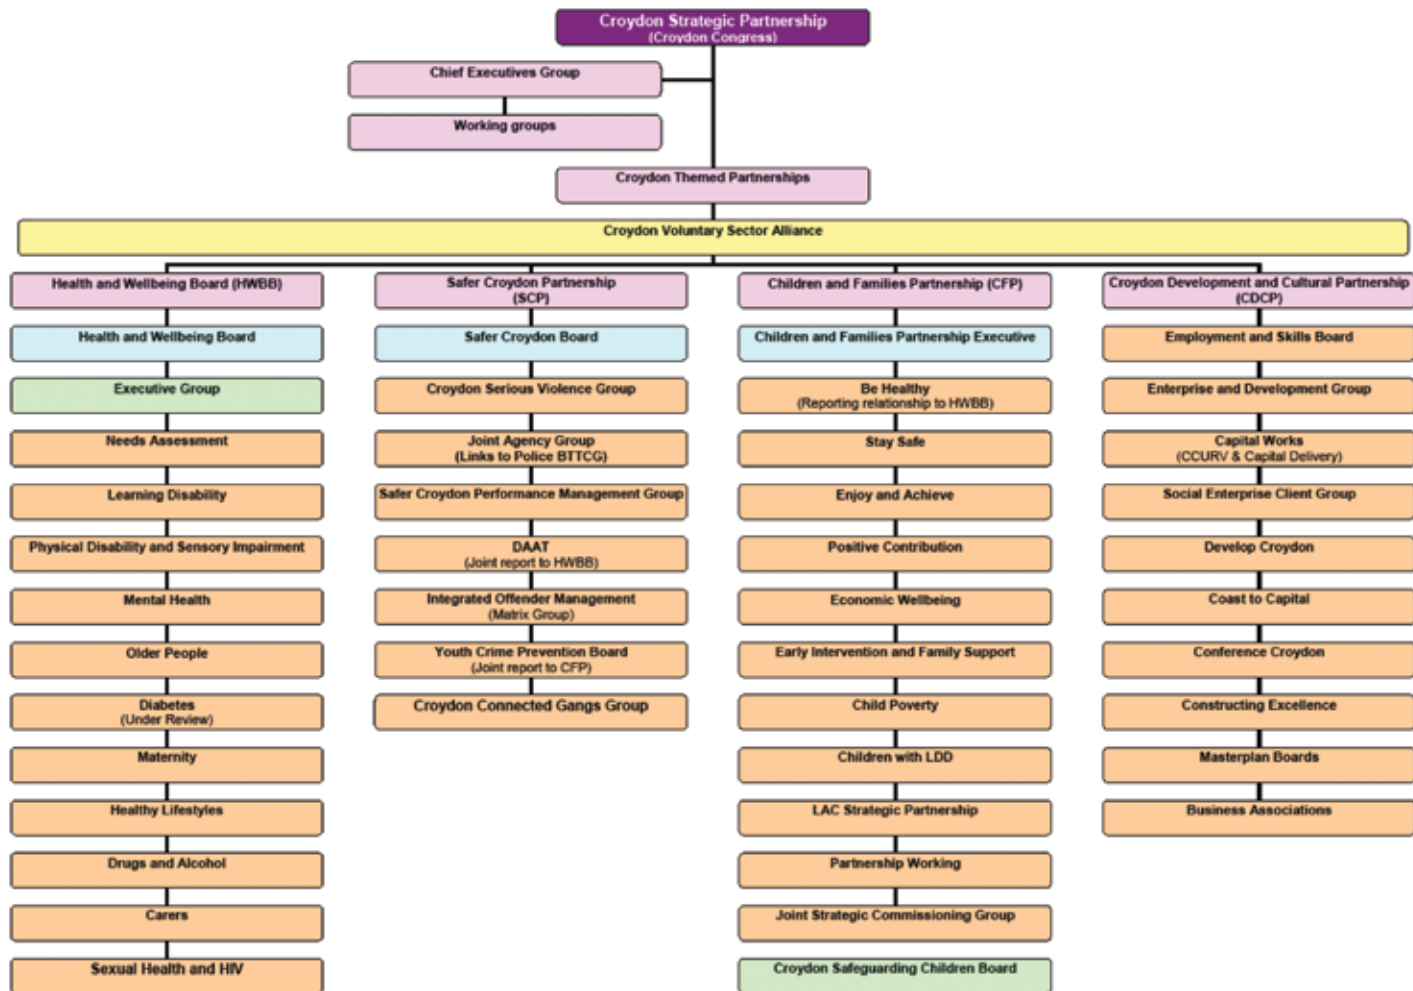 Croydon Strategic Partnership
(Croydon Congress)
Chief Executives Group
Working groups
Croydon Themed Partnerships
Croydon Voluntary Sector Alliance
Health and Wellbeing Board (HWBB)
Health and Wellbeing Board
Executive Group
Needs Assessment
Learning Disability
Physical Disability and Sensory Impairment
Mental Health
Older People
Diabetes
(Under Review)
Maternity
Healthy Lifestyles
Drugs and Alcohol
Carers
Sexual Health and HIV
Safer Croydon Partnership
(SCP)
Safer Croydon Board
Croydon Serious Violence Group
Joint Agency Group
(Links to Police BTTCG)
Safer Croydon Performance Management Group
DAAT
(Joint report to HWBB)
Integrated Offender Management
(Matrix Group)
Youth Crime Prevention Board
(Joint report to CFP)
Croydon Connected Gangs Group
Children and Families Partnership (CFP)
Children and Families Partnership Executive
Be Healthy
(Reporting relationship to HWBB)
Stay Safe
Enjoy and Achieve
Positive Contribution
Economic Wellbeing
Early Intervention and Family Support
Child Poverty
Children with LDD
LAC Strategic Partnership
Partnership Working
Joint Strategic Commissioning Group
Croydon Safeguarding Children Board
Croydon Development and Cultural Partnership
(CDCP)
Employment and Skills Board
Enterprise and Development Group
Capital Works
(CCURV & Capital Delivery)
Social Enterprise Client Group
Develop Croydon
Coast to Capital
Conference Croydon
Constructing Excellence
Masterplan Boards
Business Associations